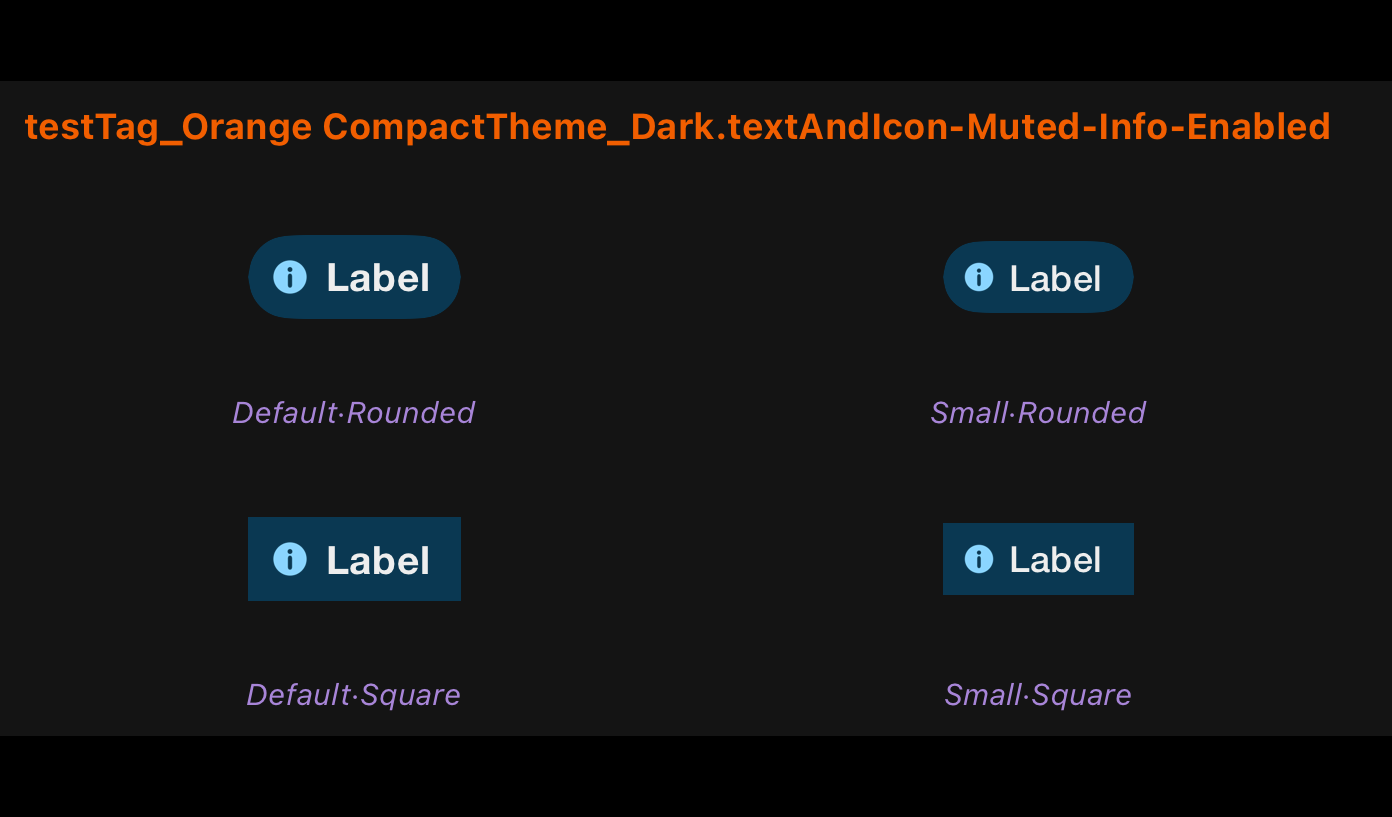 testTag_Orange CompactTheme_Dark.textAndIcon-Muted-Info-Enabled
Label
Label
Default·Rounded
Small·Rounded
Label
Label
Default·Square
Small·Square